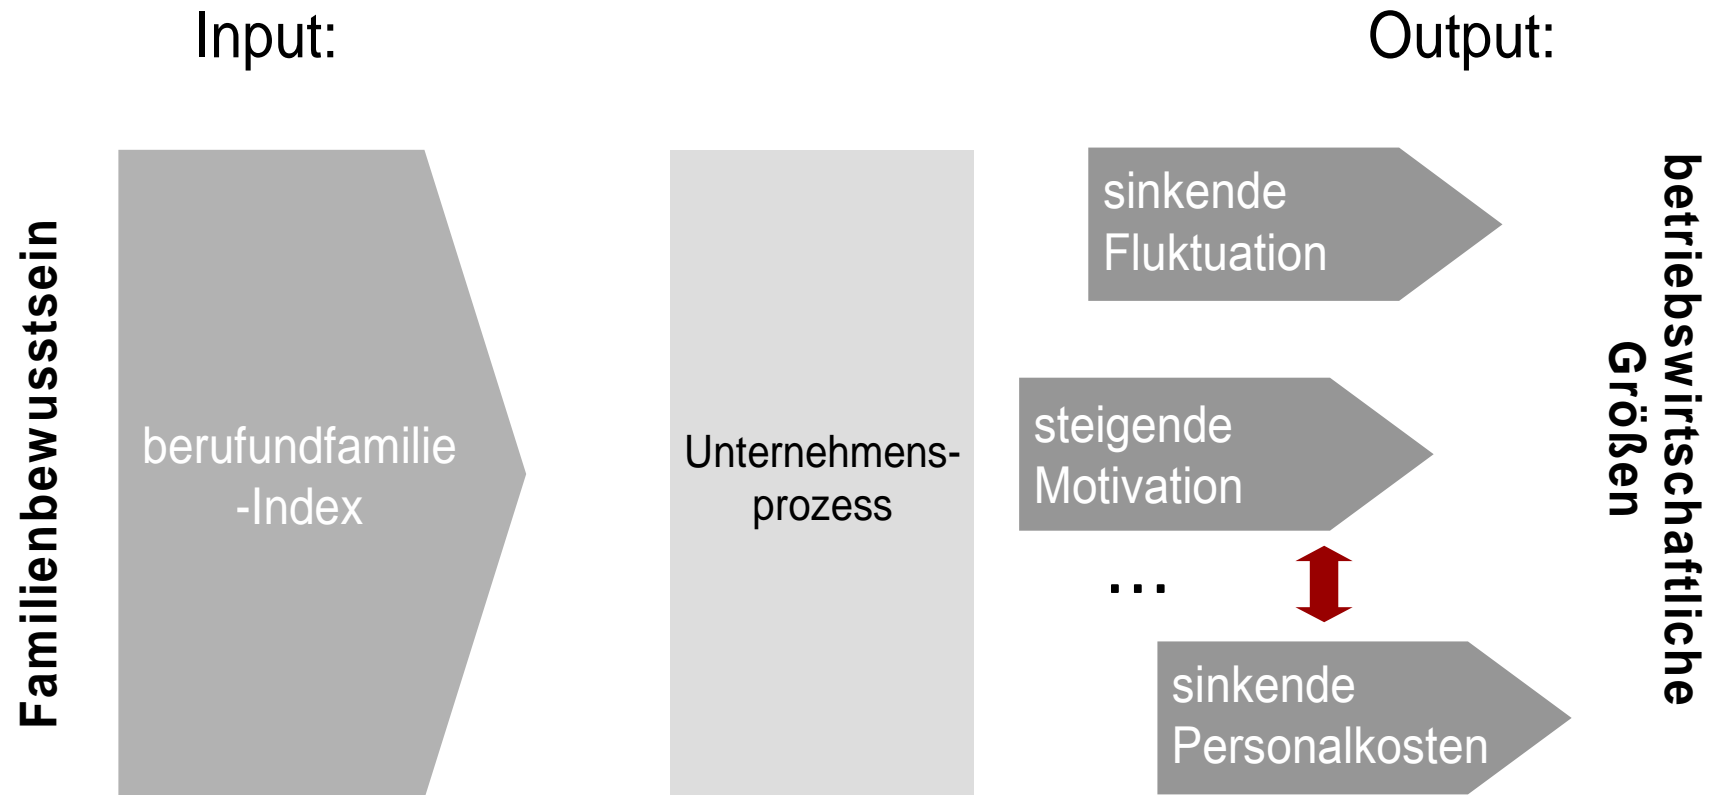 Input:
Output:
Familienbewusstsein
berufundfamilie
-Index
Unternehmens-
prozess
sinkende
Fluktuation
steigende
Motivation
...
sinkende
Personalkosten
betriebswirtschaftliche
Größen